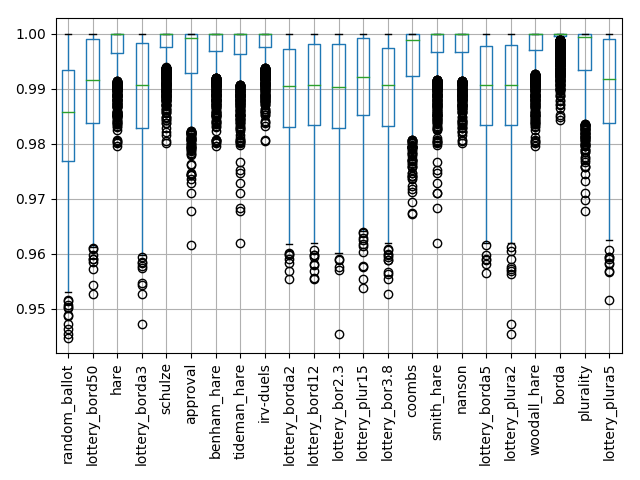 1.00
0.99
0.98
0.97
0.96
0.95
random_ballot
lottery_bord50
hare
lottery_borda3
schulze
approval
benham_hare
tideman_hare
irv-duels
lottery_borda2
lottery_bord12
lottery_bor2.3
lottery_plur15
lottery_bor3.8
coombs
smith_hare
nanson
lottery_borda5
lottery_plura2
woodall_hare
borda
plurality
lottery_plura5